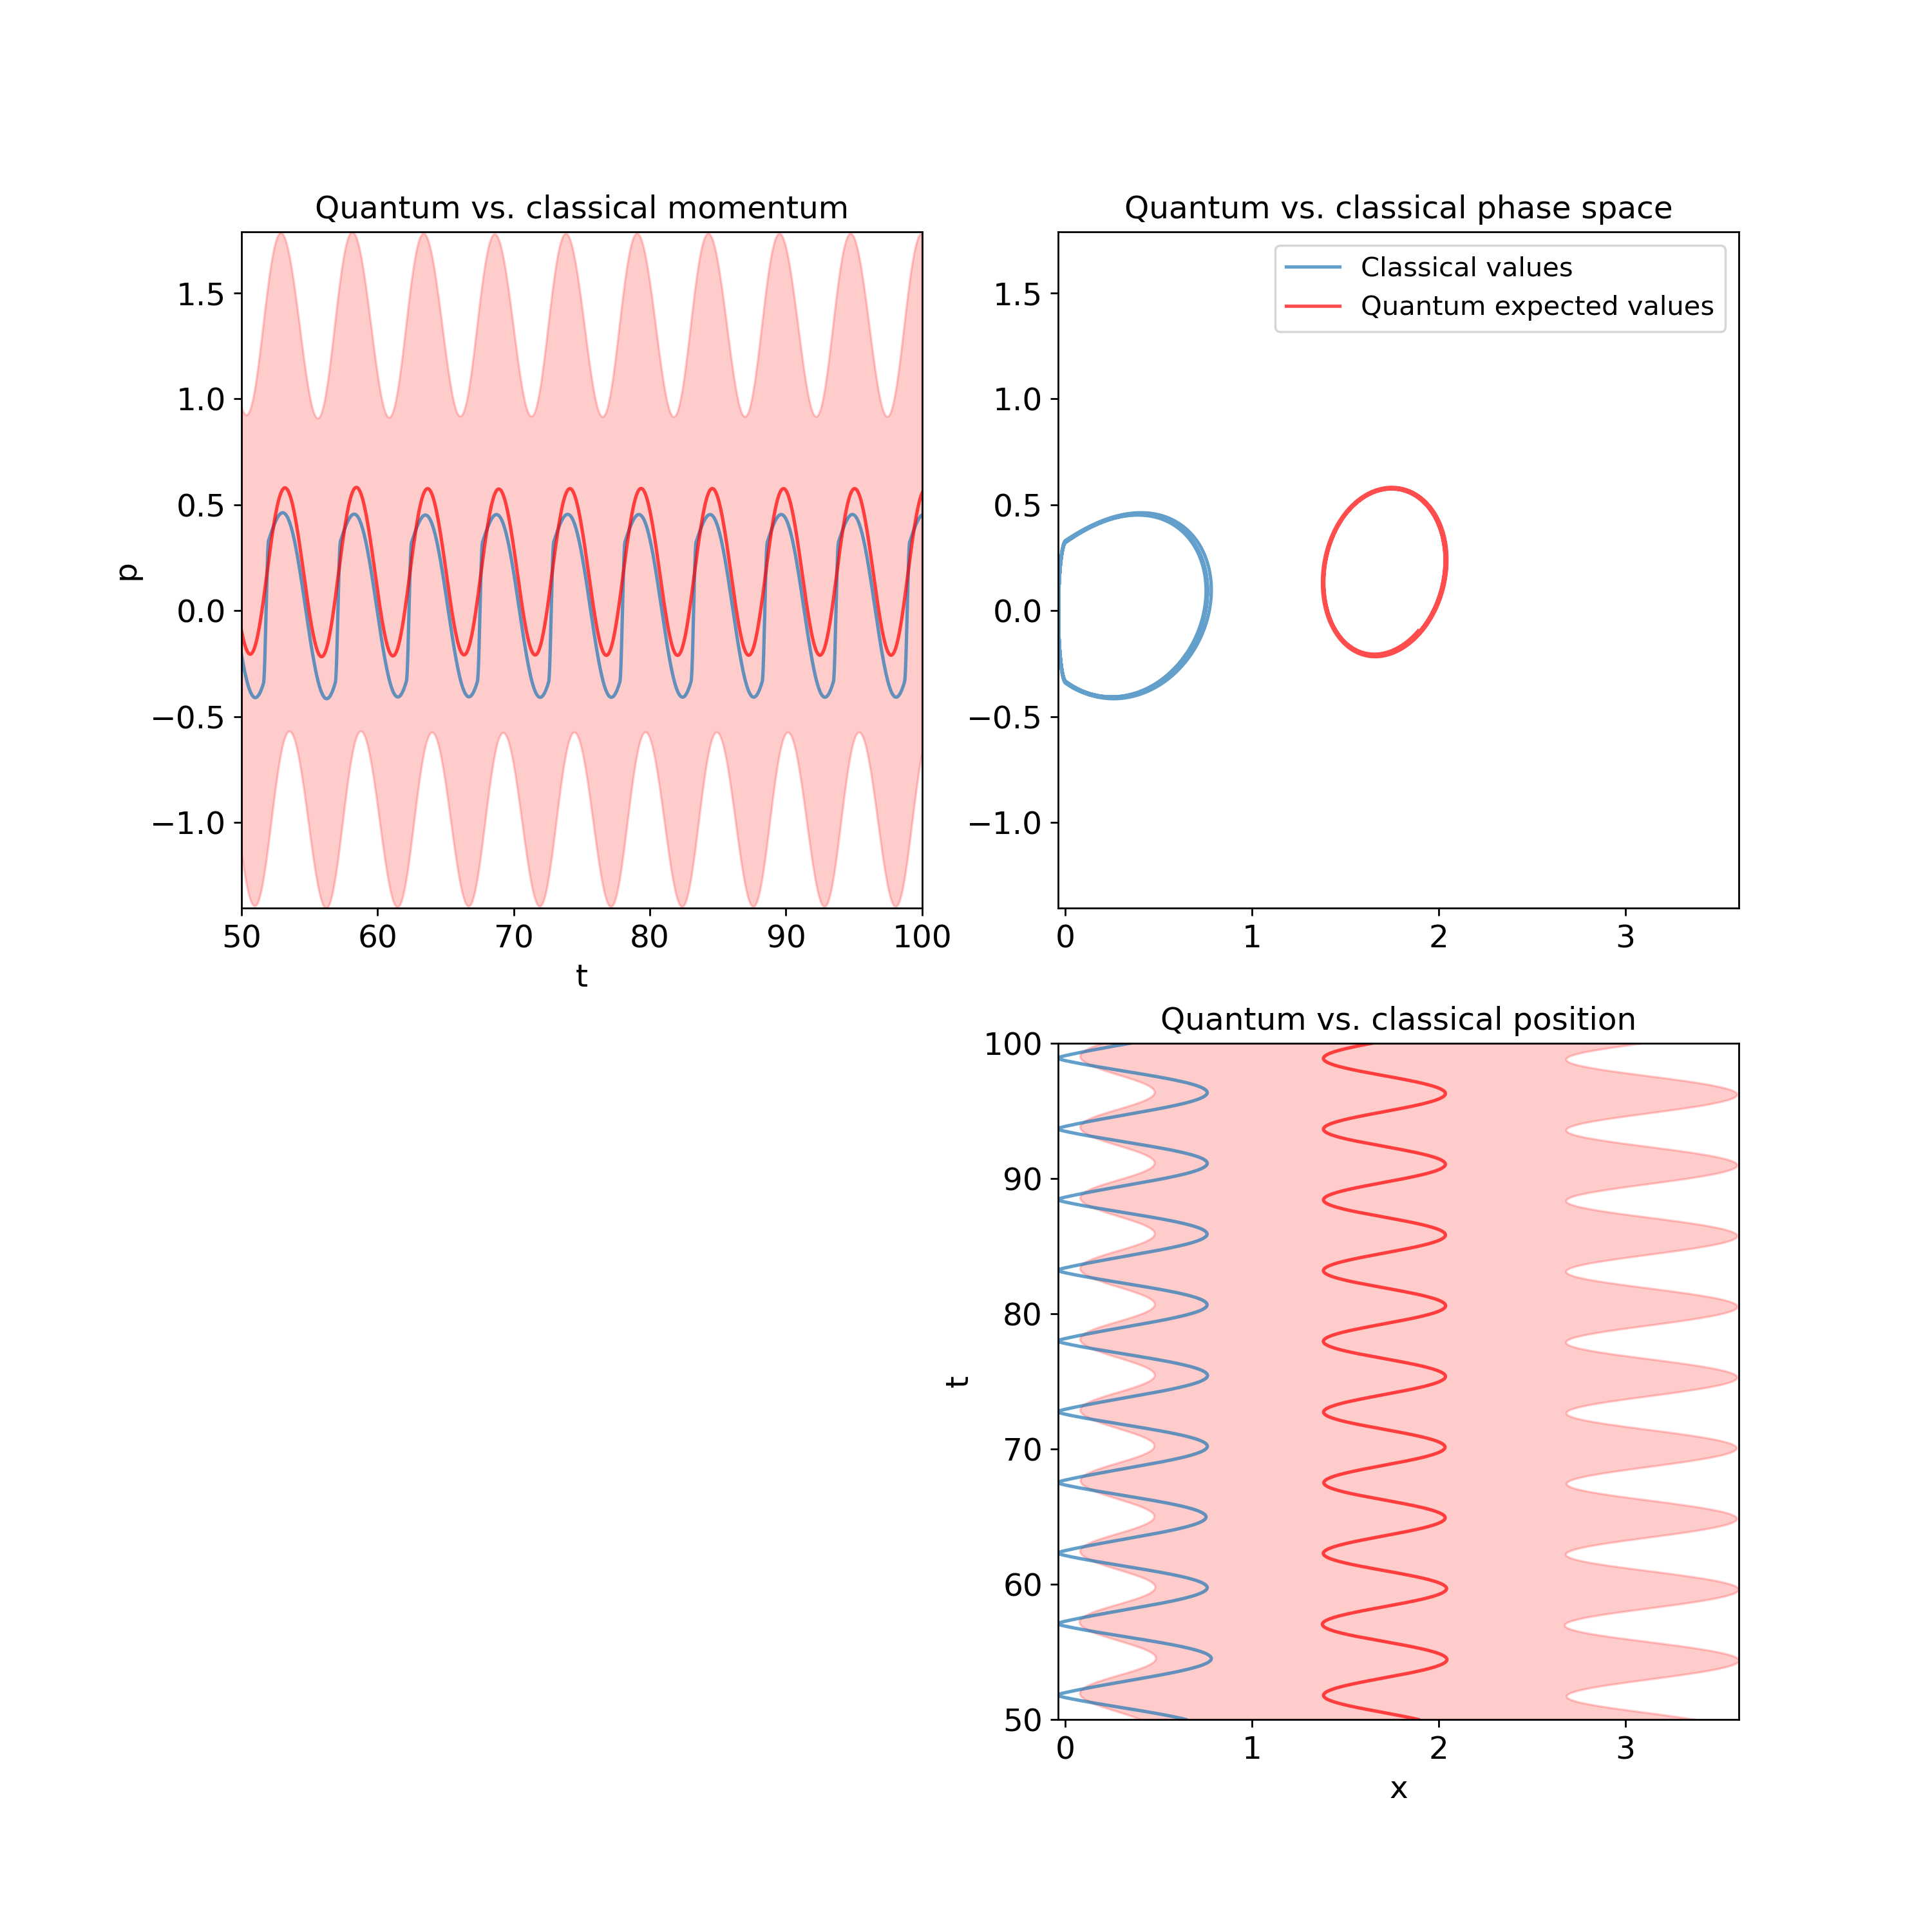 Quantum vs. classical momentum
1.5
1.0
0.5
0.0
−0.5
−1.0
p
50 60 70 80 90 100
t
Quantum vs. classical phase space
Classical values
Quantum expected values
1.5
1.0
0.5
0.0
−0.5
−1.0
0 1 2 3
Quantum vs. classical position
100
90
80
70
60
50
t
0 1 2 3
x